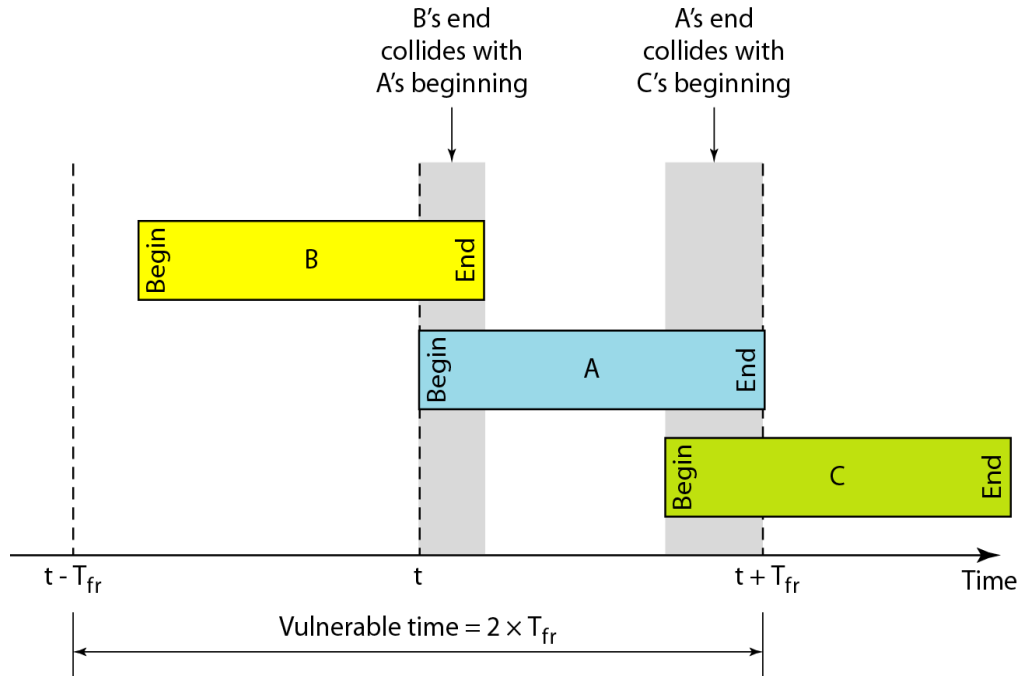 B’s end
collides with
A’s beginning
A’s end
collides with
C’s beginning
Begin
B
End
Begin
A
End
Begin
C
End
t - Tfr
t
t + Tfr
Time
Vulnerable time = 2 × Tfr